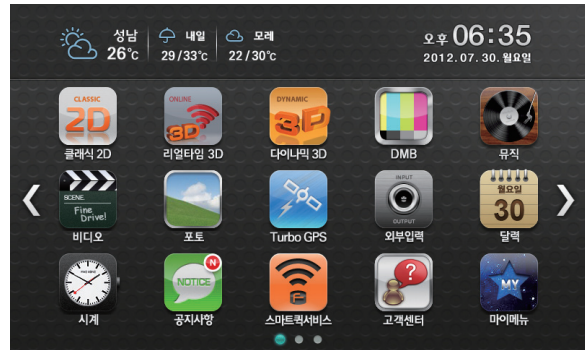 성남 내일 모레
26°c 29/33°c 22/30°c
오후 06:35
2012.07.30.월요일
CLASSIC 2D
ONLINE 3D
DYNAMIC 3D
클래식 2D 리얼타임 3D 다이나믹 3D DMB 뮤직
SCENE.
Fine Drive!
INPUT
OUTPUT
월요일
30
비디오 포토 Turbo GPS 외부입력 달력
FINE DRIVE
NOTICE
N
P
?
MY
시계 공지사항 스마트퀵서비스 고객센터 마이메뉴